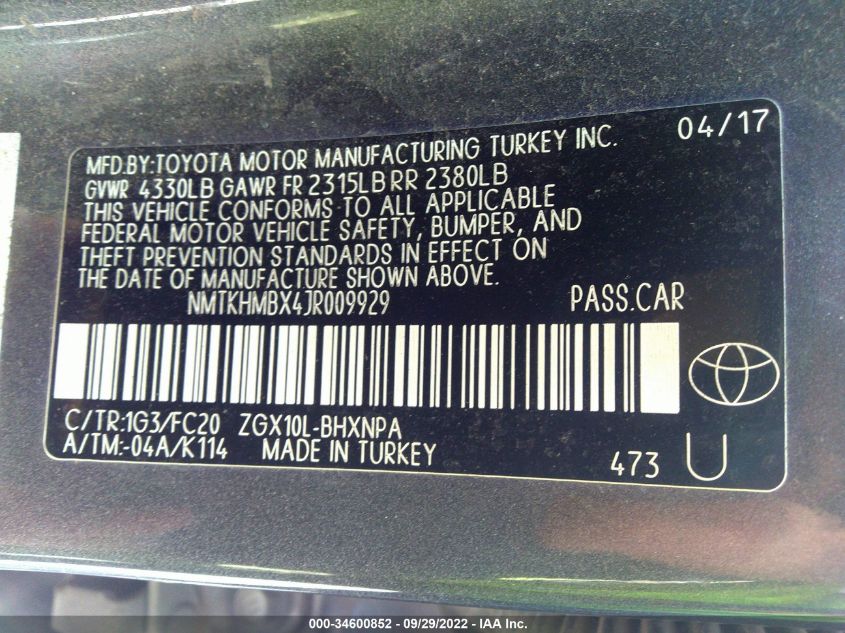 04/17
MFD.BY:TOYOTA MOTOR MANUFACTURING TURKEY INC.
GVWR 4330LB GAWR FR 2315LB RR 2380LB
THIS VEHICLE CONFORMS TO ALL APPLICABLE
FEDERAL MOTOR VEHICLE SAFETY, BUMPER, AND
THEFT PREVENTION STANDARDS IN EFFECT ON
THE DATE OF MANUFACTURE SHOWN ABOVE.
NMTKHMBX4JR009929 PASS.CAR
C/TR:1G3/FC20 ZGX10L-BHXNPA
A/TM:-04A/K114 MADE IN TURKEY
473 U
000-34600852 - 09/29/2022 - IAA Inc.